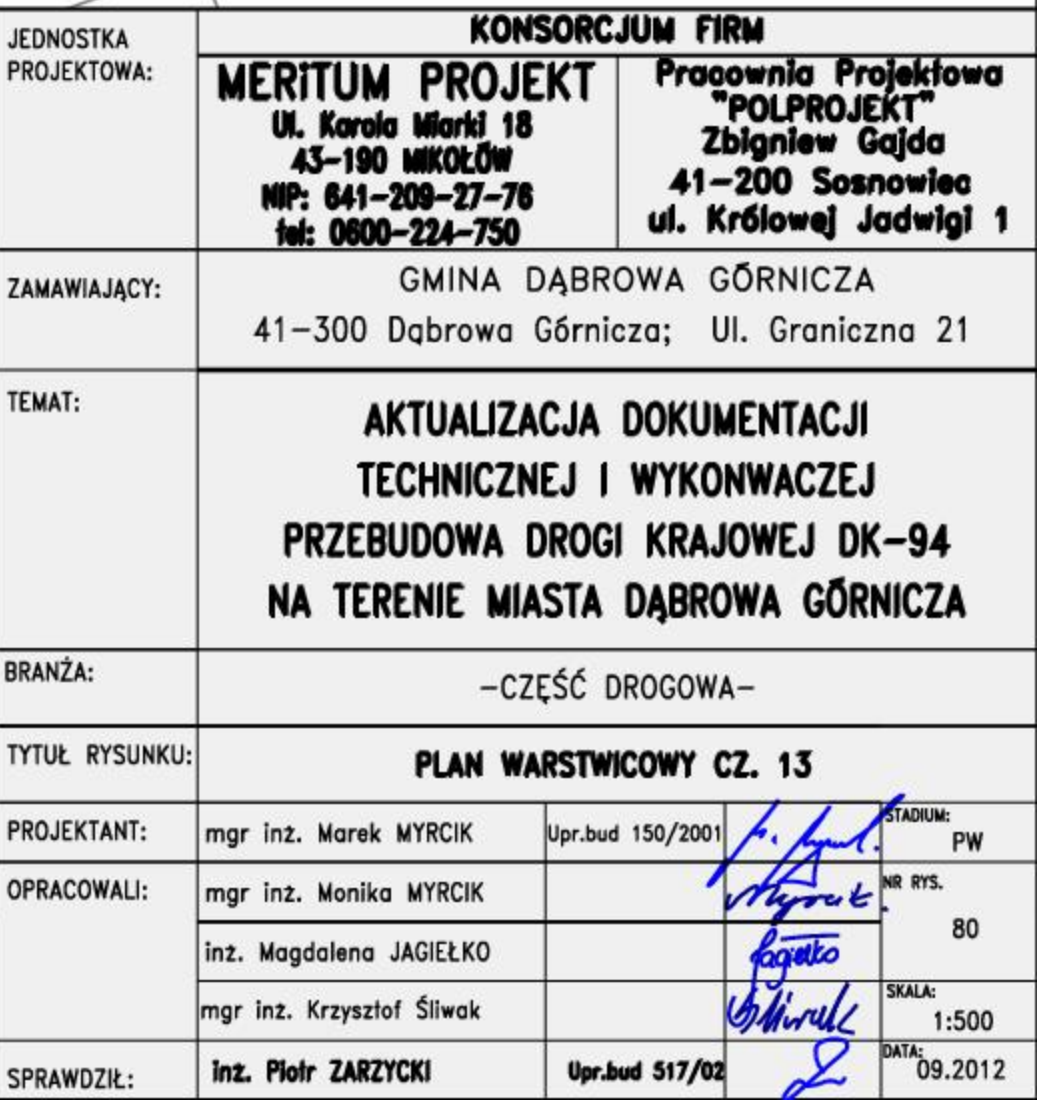 JEDNOSTKA
PROJEKTOWA:
KONSORCJUM FIRM
MERITUM PROJEKT
Ul. Karola Miarki 18
43-190 MIKOŁÓW
NIP: 641-209-27-76
tel: 0600-224-750
Pracownia Projektowa
"POLPROJEKT"
Zbigniew Gajda
41-200 Sosnowiec
ul. Królowej Jadwigi 1
ZAMAWIAJĄCY:
GMINA DĄBROWA GÓRNICZA
41-300 Dąbrowa Górnicza; Ul. Graniczna 21
TEMAT:
AKTUALIZACJA DOKUMENTACJI
TECHNICZNEJ I WYKONWACZEJ
PRZEBUDOWA DROGI KRAJOWEJ DK-94
NA TERENIE MIASTA DĄBROWA GÓRNICZA
BRANŻA:
-CZĘŚĆ DROGOWA-
TYTUŁ RYSUNKU:
PLAN WARSTWICOWY CZ. 13
PROJEKTANT:
mgr inż. Marek MYRCIK
Upr.bud 150/2001
STADIUM:
PW
OPRACOWALI:
mgr inż. Monika MYRCIK
Myrcik
NR RYS.
80
inż. Magdalena JAGIEŁKO
Jagiełko
mgr inż. Krzysztof Śliwak
SKALA:
1:500
SPRAWDZIŁ:
inż. Piotr ZARZYCKI
Upr.bud 517/02
DATA:
09.2012